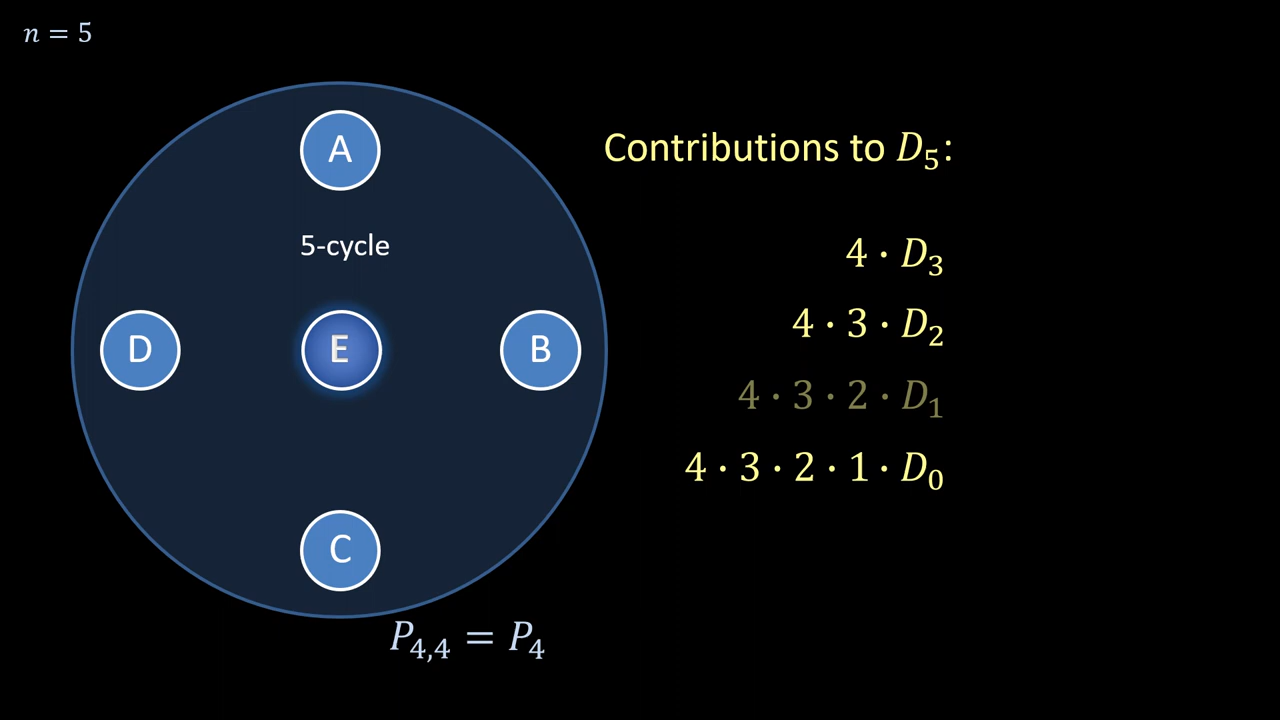 n = 5
A
5-cycle
D
E
B
C
P₄,₄ = P₄
Contributions to D₅:
4 · D₃
4 · 3 · D₂
4 · 3 · 2 · D₁
4 · 3 · 2 · 1 · D₀